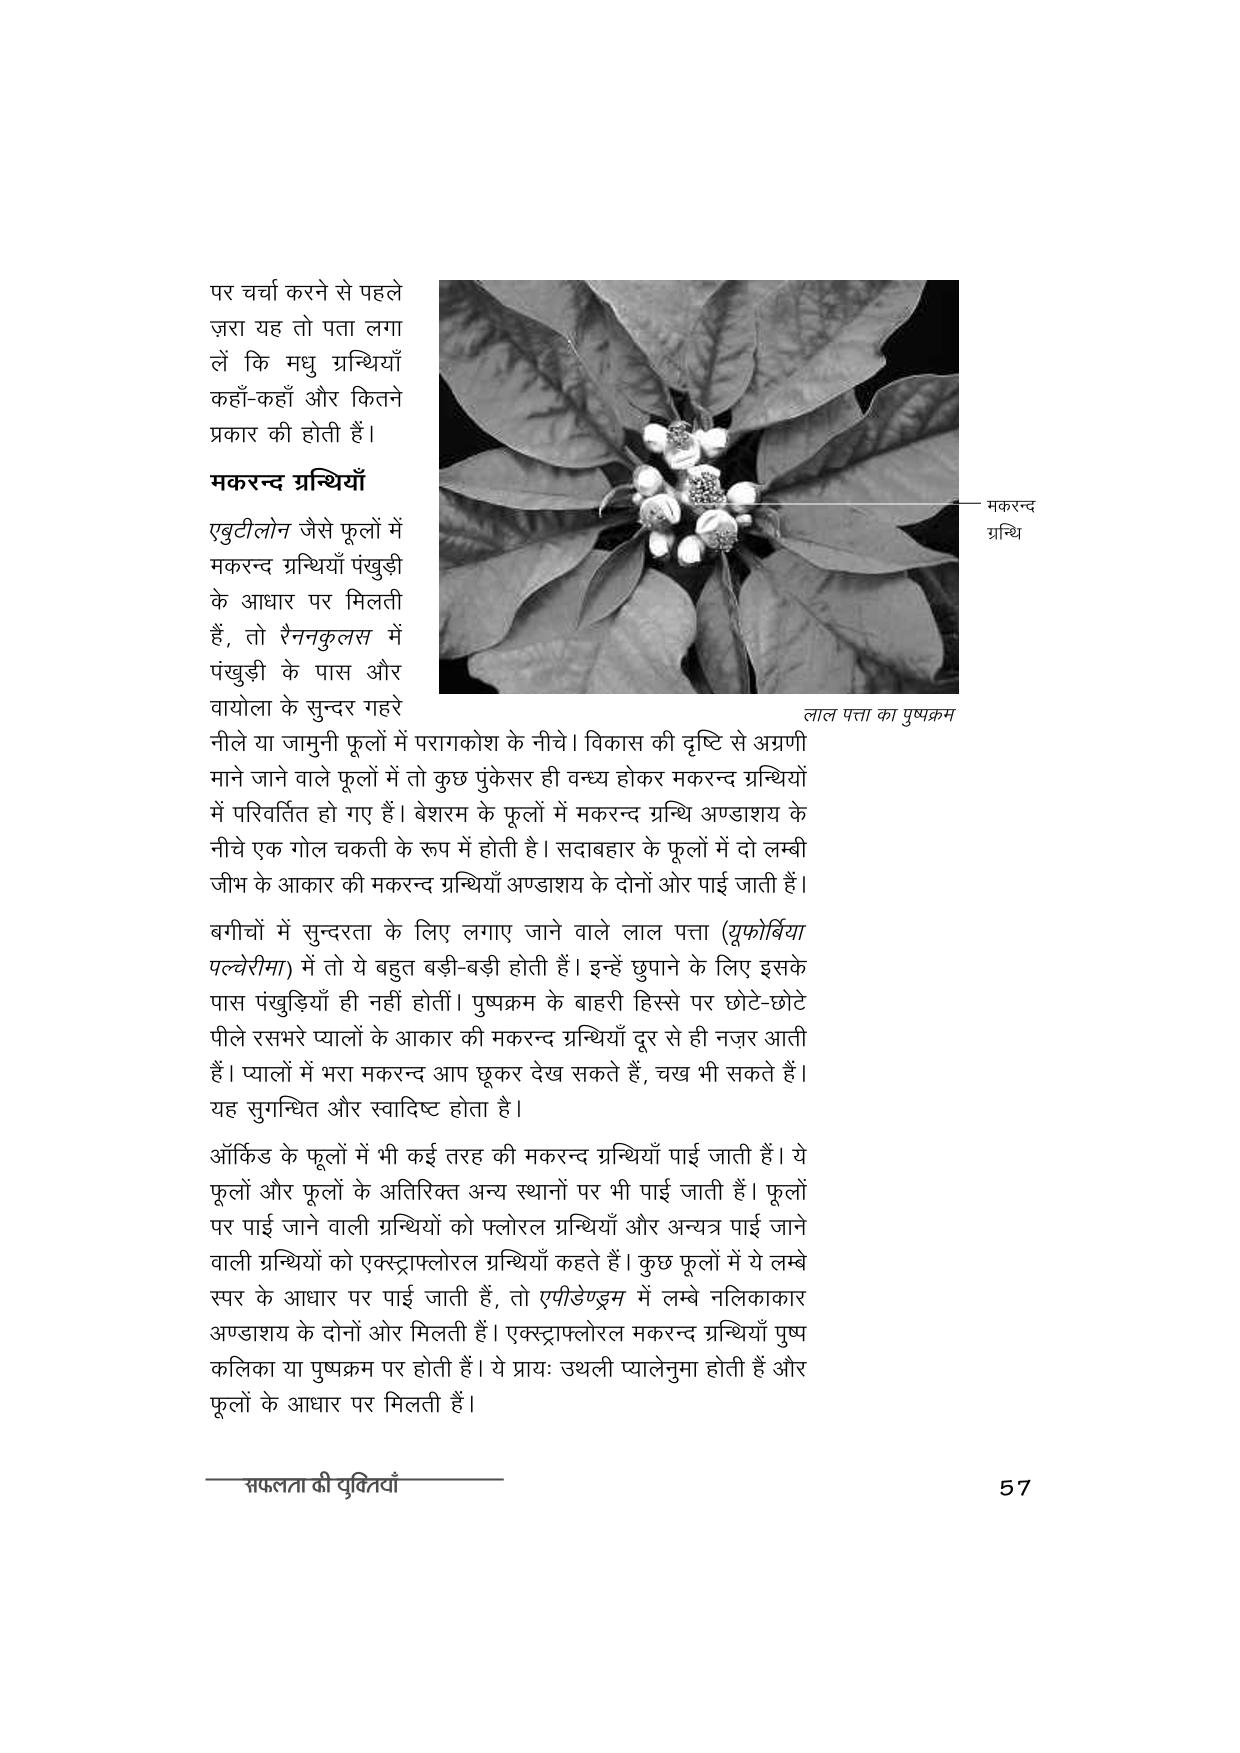 पर चर्चा करने से पहले
ज़रा यह तो पता लगा
लें कि मधु ग्रन्थियाँ
कहाँ-कहाँ और कितने
प्रकार की होती हैं।
मकरन्द ग्रन्थियाँ
एबुटीलोन जैसे फूलों में
मकरन्द ग्रन्थियाँ पंखुड़ी
के आधार पर मिलती
हैं, तो रैननकुलस में
पंखुड़ी के पास और
वायोला के सुन्दर गहरे
मकरन्द
ग्रन्थि
लाल पत्ता का पुष्पक्रम
नीले या जामुनी फूलों में परागकोश के नीचे। विकास की दृष्टि से अग्रणी
माने जाने वाले फूलों में तो कुछ पुंकेसर ही वन्ध्य होकर मकरन्द ग्रन्थियों
में परिवर्तित हो गए हैं। बेशरम के फूलों में मकरन्द ग्रन्थि अण्डाशय के
नीचे एक गोल चकती के रूप में होती है। सदाबहार के फूलों में दो लम्बी
जीभ के आकार की मकरन्द ग्रन्थियाँ अण्डाशय के दोनों ओर पाई जाती हैं।
बगीचों में सुन्दरता के लिए लगाए जाने वाले लाल पत्ता (यूफोर्बिया
पल्चेरीमा) में तो ये बहुत बड़ी-बड़ी होती हैं। इन्हें छुपाने के लिए इसके
पास पंखुड़ियाँ ही नहीं होतीं। पुष्पक्रम के बाहरी हिस्से पर छोटे-छोटे
पीले रसभरे प्यालों के आकार की मकरन्द ग्रन्थियाँ दूर से ही नज़र आती
हैं। प्यालों में भरा मकरन्द आप छूकर देख सकते हैं, चख भी सकते हैं।
यह सुगन्धित और स्वादिष्ट होता है।
ऑर्किड के फूलों में भी कई तरह की मकरन्द ग्रन्थियाँ पाई जाती हैं। ये
फूलों और फूलों के अतिरिक्त अन्य स्थानों पर भी पाई जाती हैं। फूलों
पर पाई जाने वाली ग्रन्थियों को फ्लोरल ग्रन्थियाँ और अन्यत्र पाई जाने
वाली ग्रन्थियों को एक्स्ट्राफ्लोरल ग्रन्थियाँ कहते हैं। कुछ फूलों में ये लम्बे
स्पर के आधार पर पाई जाती हैं, तो एपीडेण्ड्रम में लम्बे नलिकाकार
अण्डाशय के दोनों ओर मिलती हैं। एक्स्ट्राफ्लोरल मकरन्द ग्रन्थियाँ पुष्प
कलिका या पुष्पक्रम पर होती हैं। ये प्रायः उथली प्यालेनुमा होती हैं और
फूलों के आधार पर मिलती हैं।
सफलता की युक्तियाँ
57